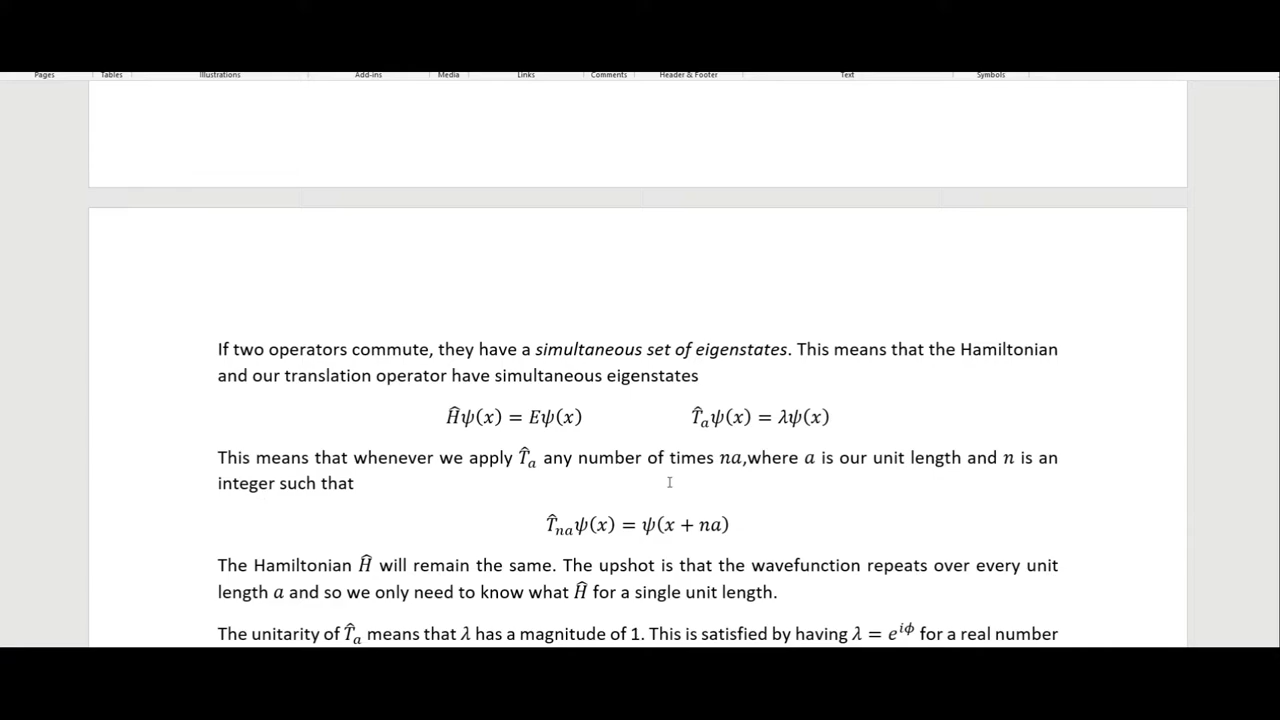 Pages Tables Illustrations Add-ins Media Links Comments Header & Footer Text Symbols
If two operators commute, they have a simultaneous set of eigenstates. This means that the Hamiltonian
and our translation operator have simultaneous eigenstates
Ĥψ(x) = Eψ(x) T̂ₐψ(x) = λψ(x)
This means that whenever we apply T̂ₐ any number of times na,where a is our unit length and n is an
integer such that
T̂ₙₐψ(x) = ψ(x + na)
The Hamiltonian Ĥ will remain the same. The upshot is that the wavefunction repeats over every unit
length a and so we only need to know what Ĥ for a single unit length.
The unitarity of T̂ₐ means that λ has a magnitude of 1. This is satisfied by having λ = e^{iϕ} for a real number